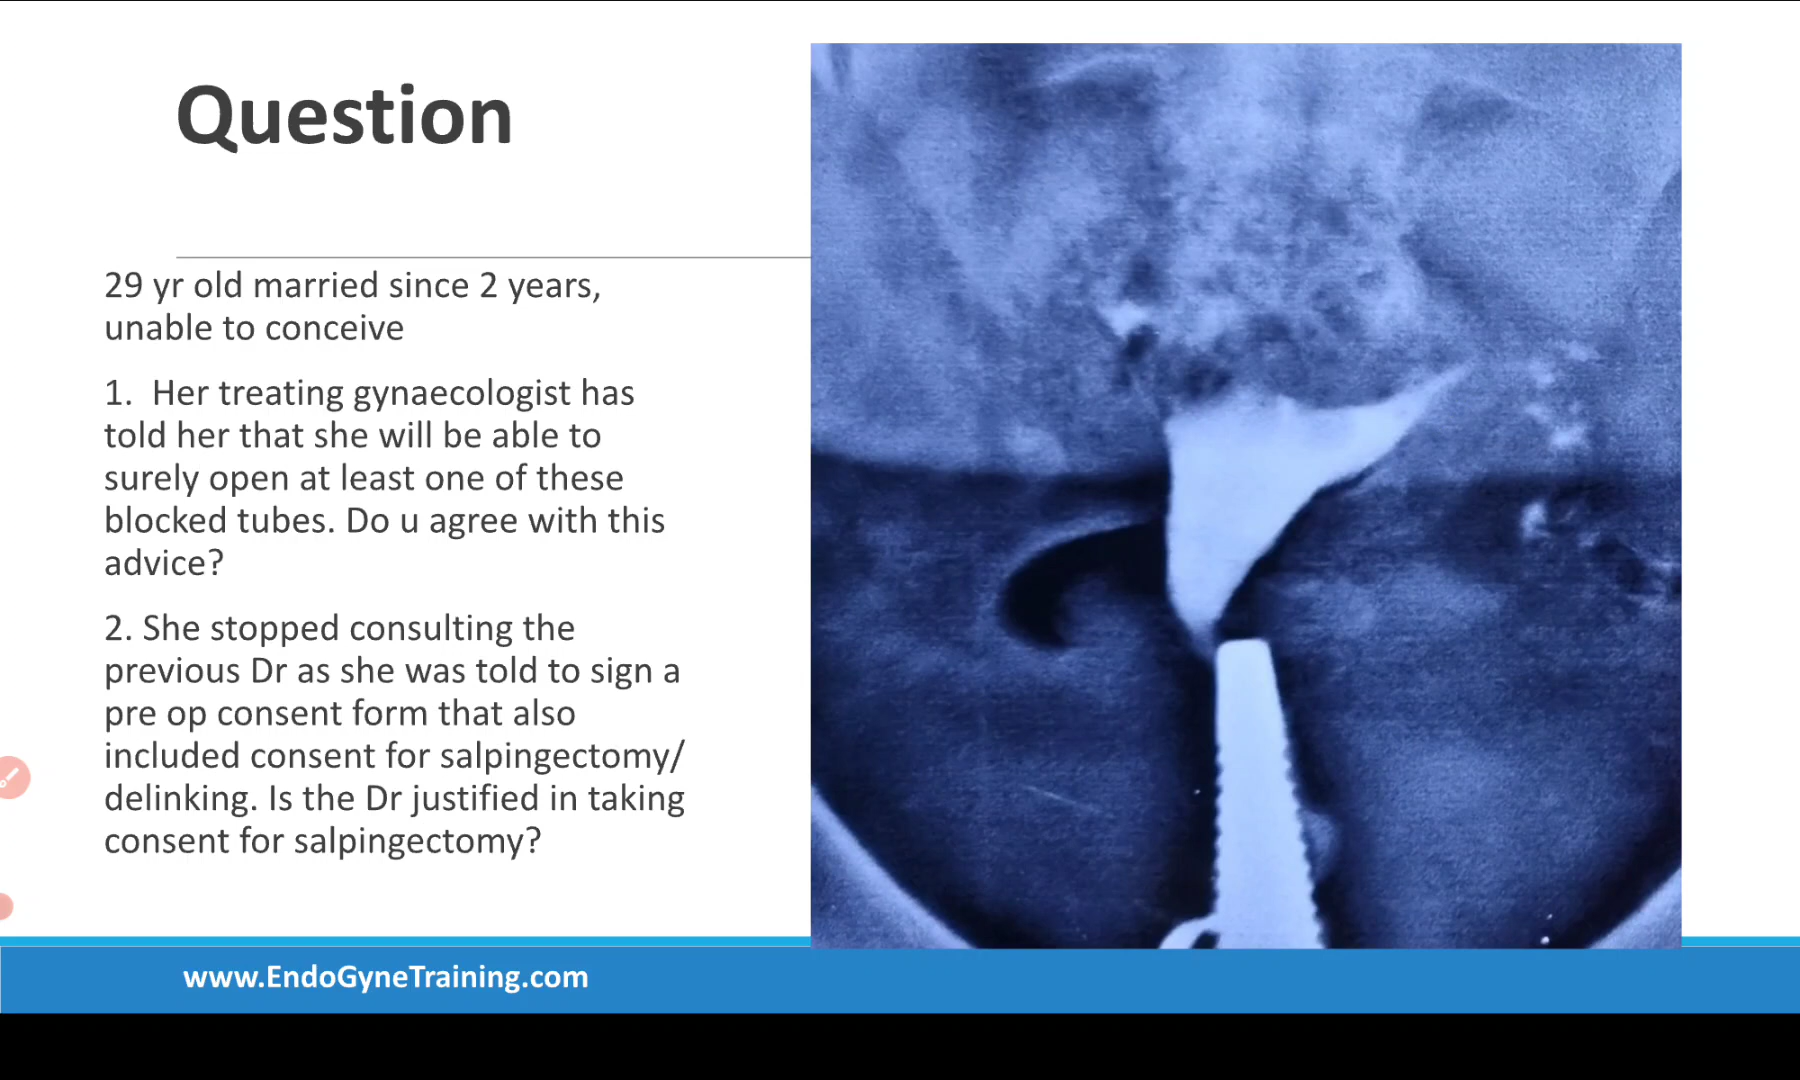 Question
29 yr old married since 2 years,
unable to conceive
1. Her treating gynaecologist has
told her that she will be able to
surely open at least one of these
blocked tubes. Do u agree with this
advice?
2. She stopped consulting the
previous Dr as she was told to sign a
pre op consent form that also
included consent for salpingectomy/
delinking. Is the Dr justified in taking
consent for salpingectomy?
www.EndoGyneTraining.com